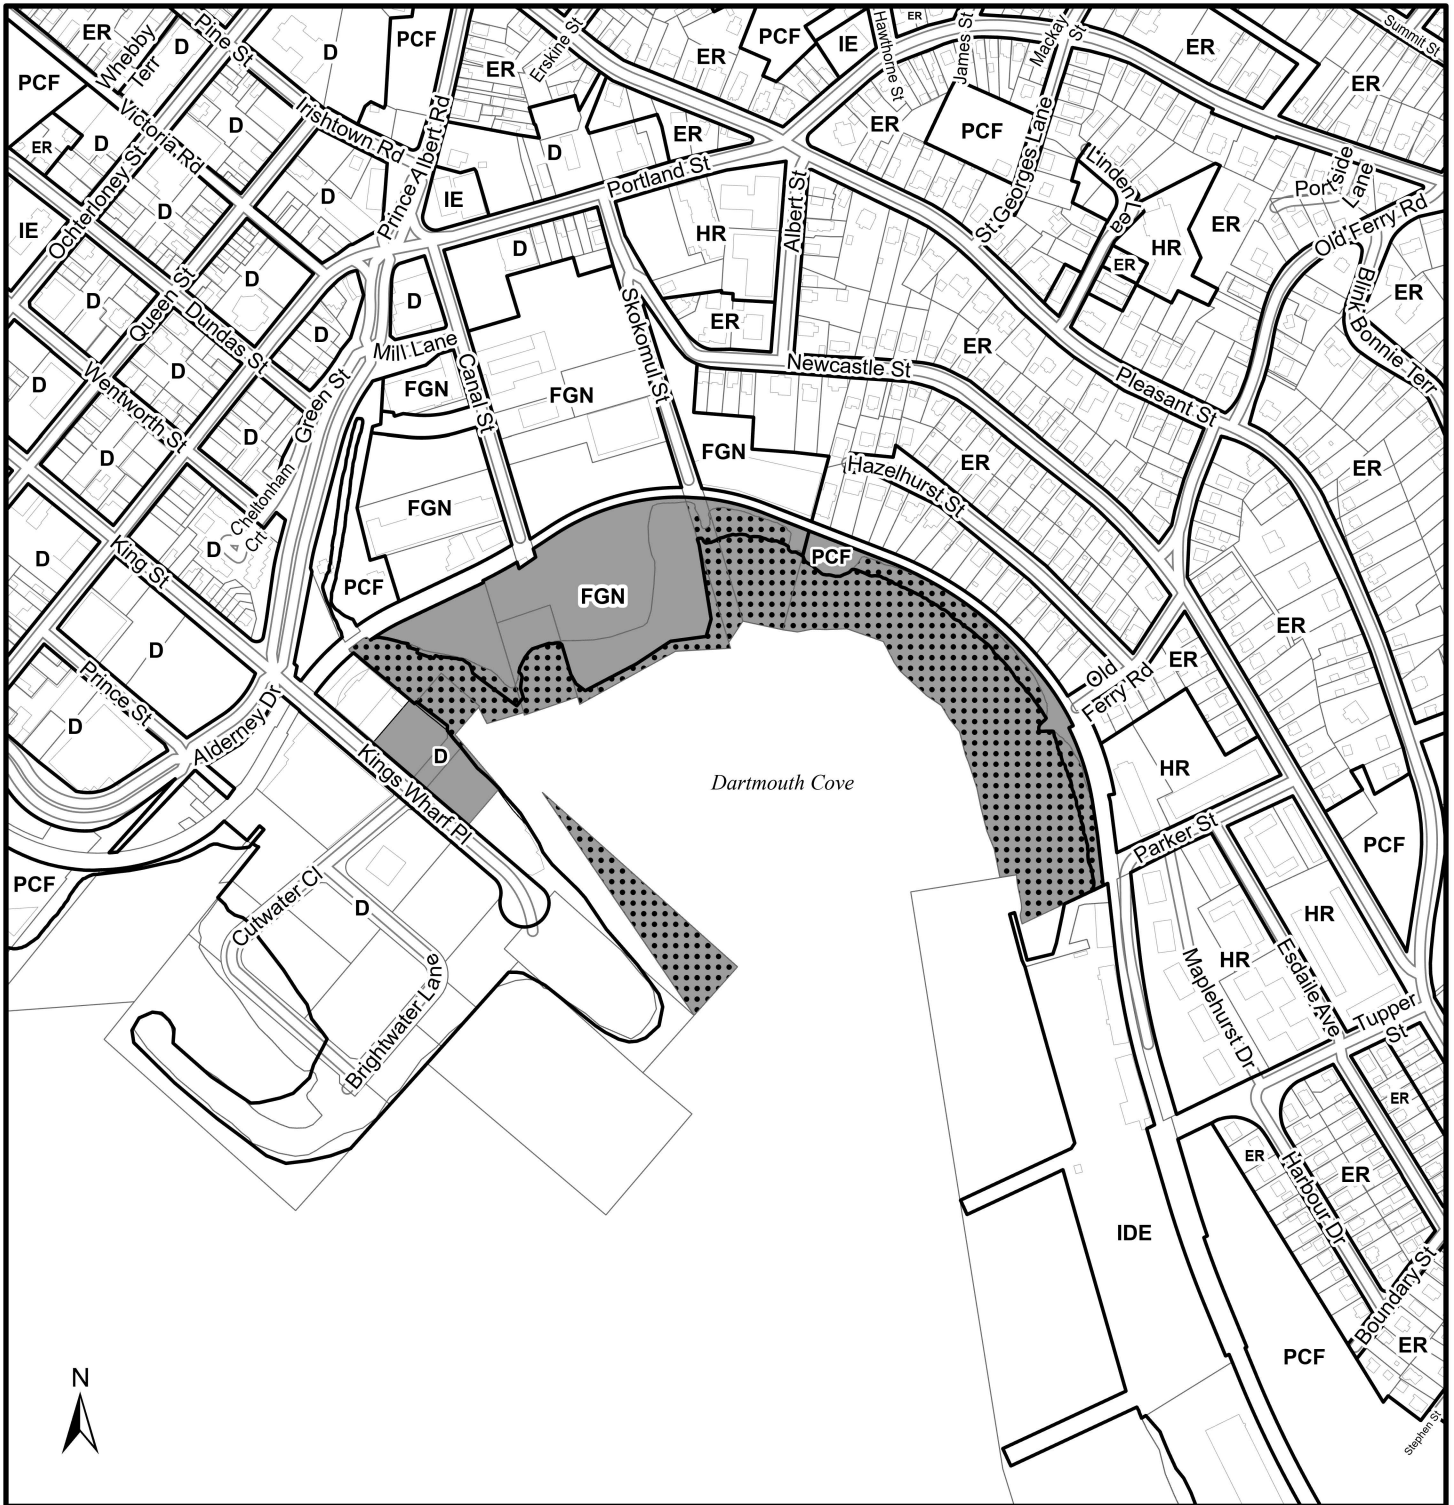 ER
Whebby
Terr
D
Pine St
D
PCF
ER
Erskine St
ER
PCF
IE
Hawthorne St
ER
James St
Mackay
St
ER
Summit St
ER
PCF
Victoria Rd
ER
D
D
Irishtown Rd
Prince Albert Rd
D
ER
ER
PCF
St Georges Lane
Linden Lea
Portside
Lane
Old Ferry Rd
IE
Ochterloney St
D
D
IE
Portland St
HR
Albert St
HR
ER
ER
Blink Bonnie Terr
ER
D
Queen St
D
D
D
Skokomul St
ER
ER
D
Wentworth St
D
Dundas St
D
Mill Lane
FGN
Canal St
FGN
Newcastle St
Pleasant St
D
D
Green St
FGN
FGN
Hazelhurst St
ER
ER
D
King St
D
Cheltonham
Crt
PCF
FGN
PCF
ER
D
Prince St
D
Alderney Dr
Old
Ferry Rd
ER
D
Kings Wharf Pl
Dartmouth Cove
HR
PCF
Cutwater Cl
D
Parker St
PCF
HR
Brightwater Lane
Maplehurst Dr
HR
Esdaile Ave
Tupper
St
ER
ER
Harbour Dr
ER
IDE
Boundary St
PCF
ER
N
Stephen St